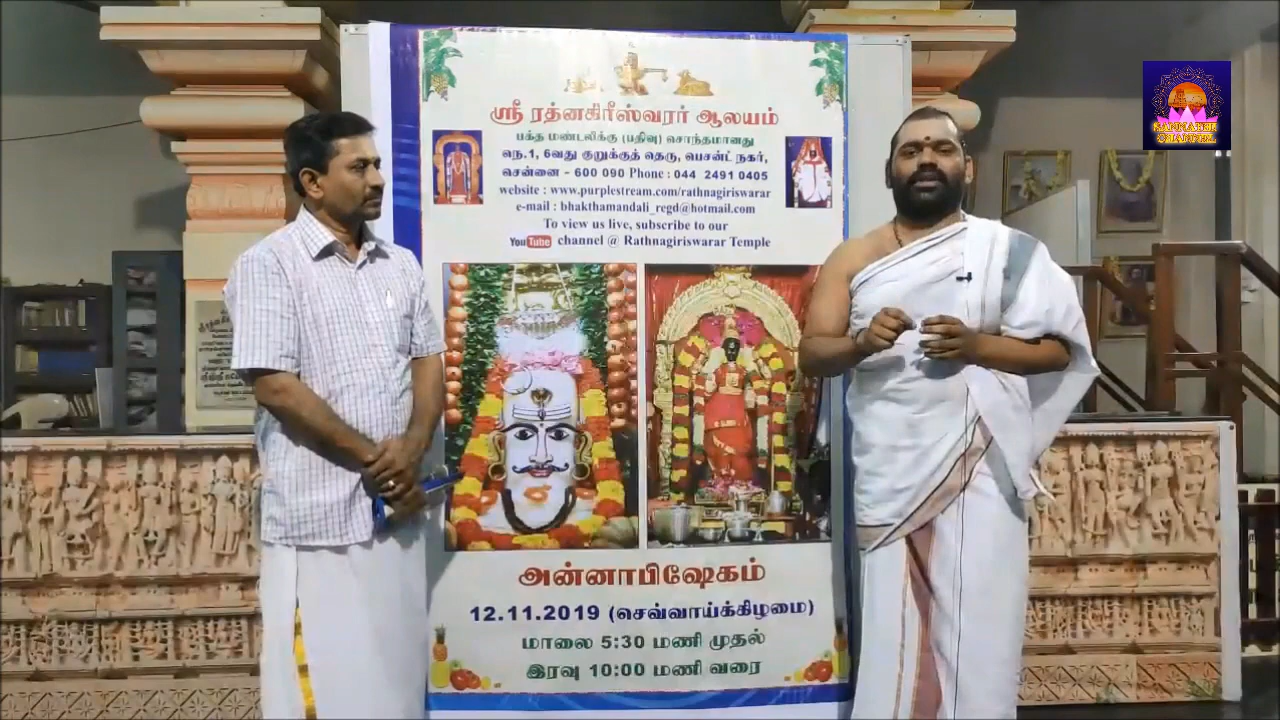 ஸ்ரீ ரத்னகிரீஸ்வரர் ஆலயம்
பக்த மண்டலிக்கு (பதிவு) சொந்தமானது
நெ.1, 6வது குறுக்குத் தெரு, பெசன்ட் நகர்,
சென்னை - 600 090 Phone : 044 2491 0405
website : www.purplestream.com/rathnagiriswarar
e-mail : bhakthamandali_regd@hotmail.com
To view us live, subscribe to our
YouTube channel @ Rathnagiriswarar Temple
அன்னாபிஷேகம்
12.11.2019 (செவ்வாய்க்கிழமை)
மாலை 5:30 மணி முதல்
இரவு 10:00 மணி வரை
CHANNEL